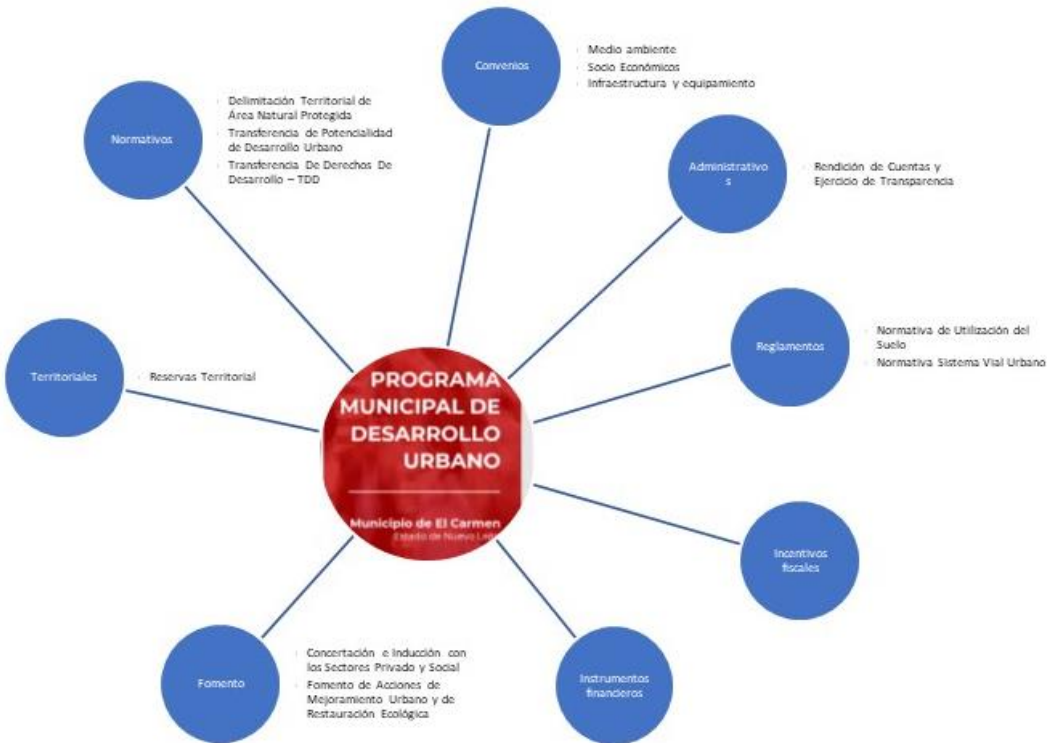 Convenios
Medio ambiente
Socio Económicos
Infraestructura y equipamiento
Normativos
Delimitación Territorial de
Área Natural Protegida
Transferencia de Potencialidad
de Desarrollo Urbano
Transferencia De Derechos De
Desarrollo – TDD
Administrativo
s
Rendición de Cuentas y
Ejercicio de Transparencia
Reglamentos
Normativa de Utilización del
Suelo
Normativa Sistema Vial Urbano
Territoriales
Reservas Territorial
PROGRAMA
MUNICIPAL DE
DESARROLLO
URBANO
Municipio de El Carmen
Estado de Nuevo León
Incentivos
fiscales
Fomento
Concertación e Inducción con
los Sectores Privado y Social
Fomento de Acciones de
Mejoramiento Urbano y de
Restauración Ecológica
Instrumentos
financieros